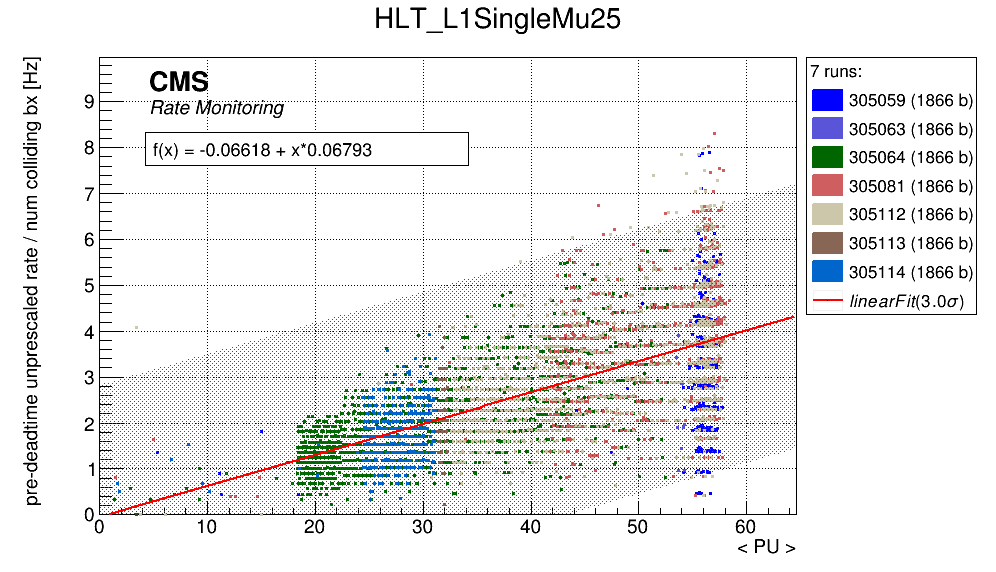 HLT_L1SingleMu25
pre-deadtime unprescaled rate / num colliding bx [Hz]
CMS
Rate Monitoring
f(x) = -0.06618 + x*0.06793
9
8
7
6
5
4
3
2
1
0
0 10 20 30 40 50 60
< PU >
7 runs:
305059 (1866 b)
305063 (1866 b)
305064 (1866 b)
305081 (1866 b)
305112 (1866 b)
305113 (1866 b)
305114 (1866 b)
linearFit(3.0σ)